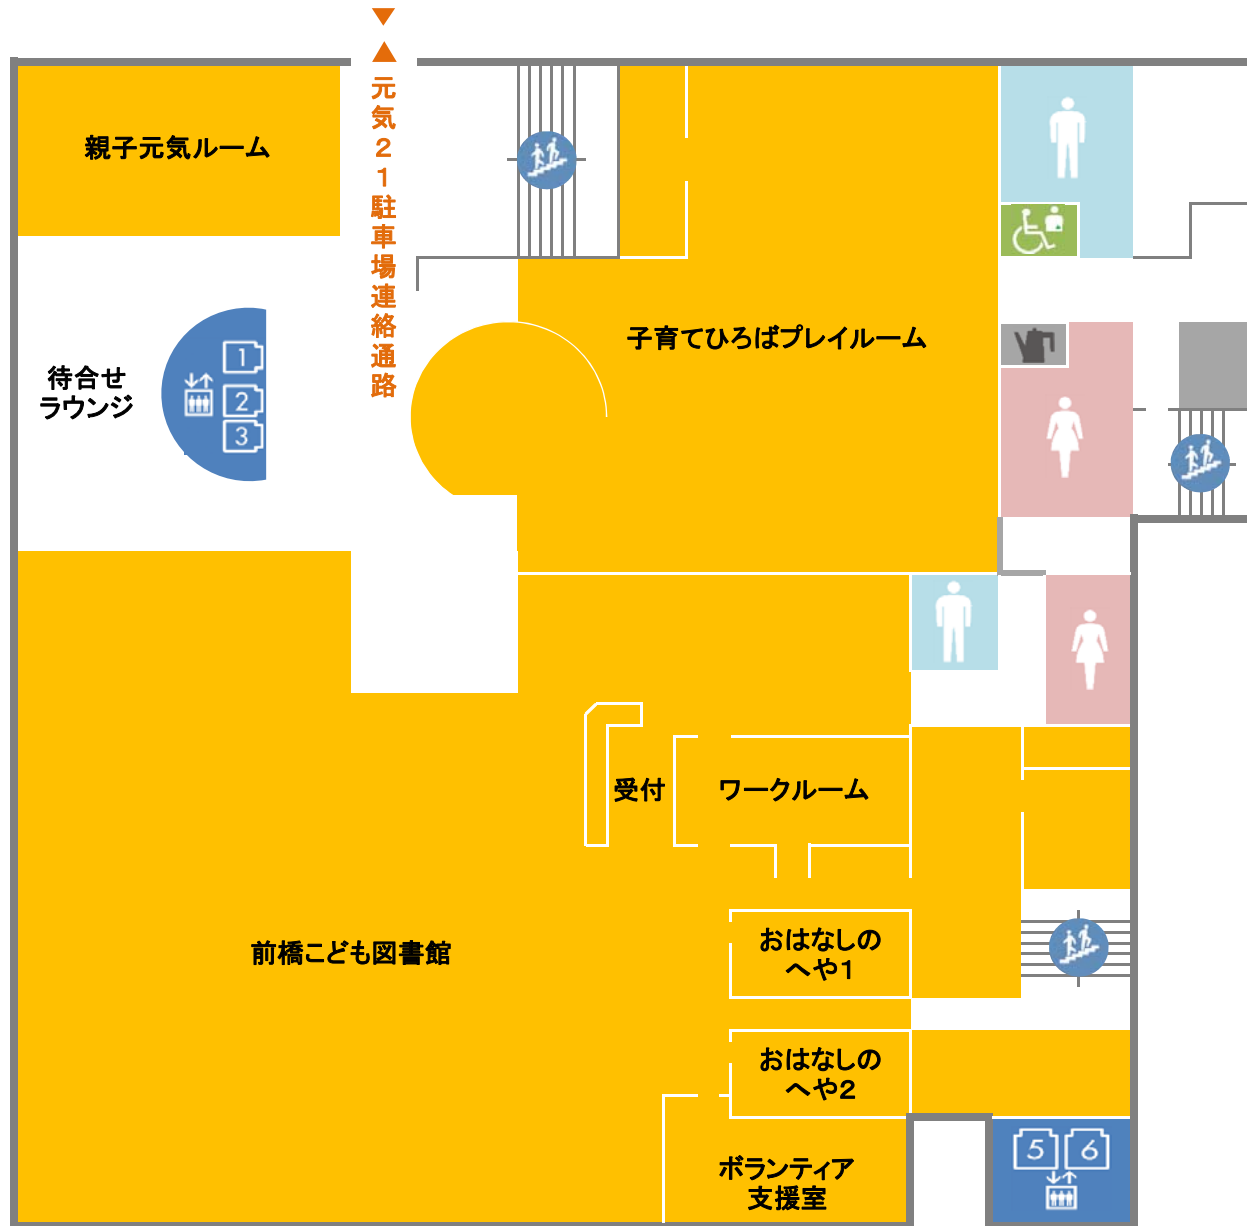 元気２１駐車場連絡通路
親子元気ルーム
子育てひろばプレイルーム
待合せ
ラウンジ
1
2
3
受付
ワークルーム
前橋こども図書館
おはなしの
へや１
おはなしの
へや２
ボランティア
支援室
5 6